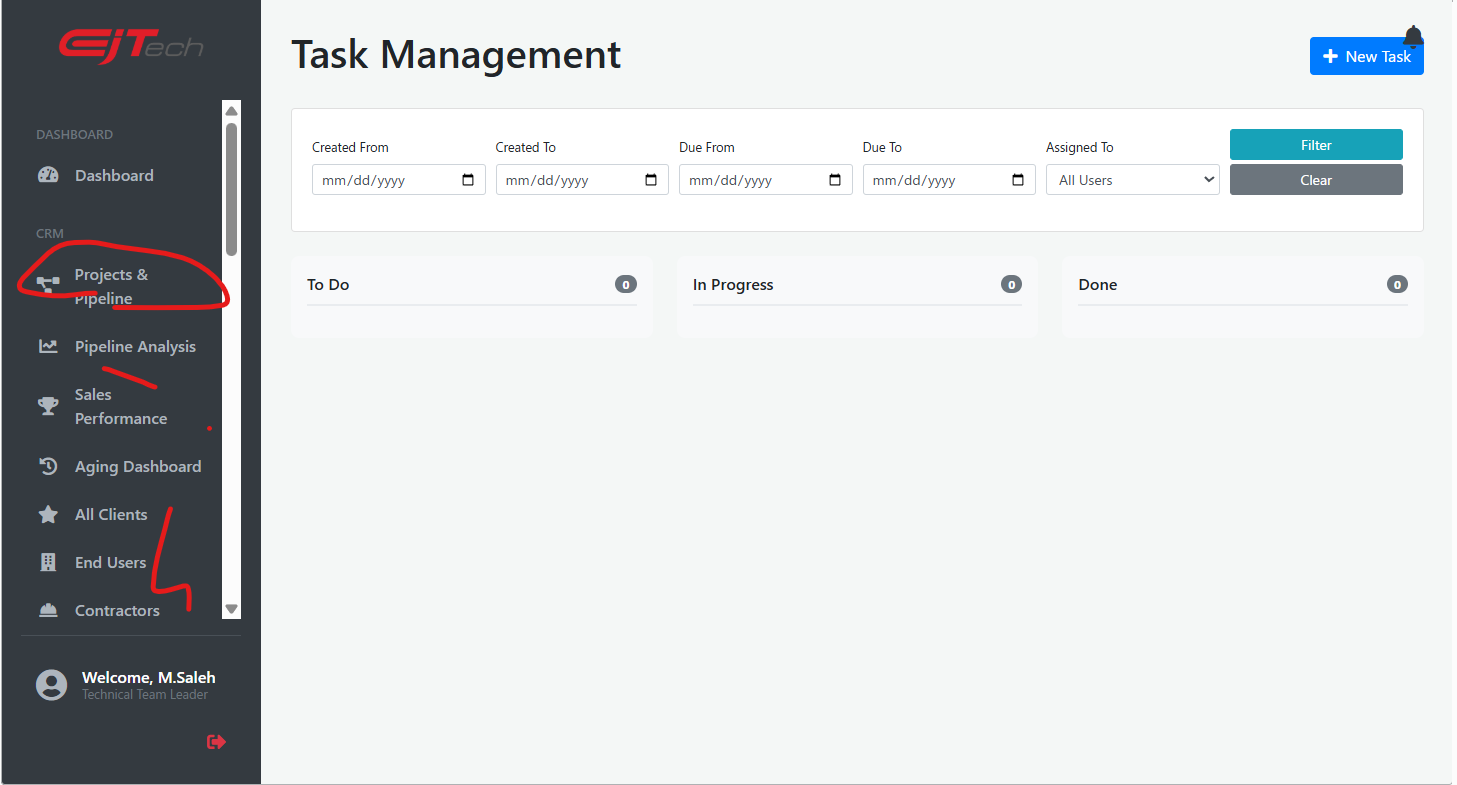 EJTech
DASHBOARD
Dashboard
CRM
Projects &
Pipeline
Pipeline Analysis
Sales
Performance
Aging Dashboard
All Clients
End Users
Contractors
Welcome, M.Saleh
Technical Team Leader
Task Management
New Task
Created From
Created To
Due From
Due To
Assigned To
Filter
mm/dd/yyyy
mm/dd/yyyy
mm/dd/yyyy
mm/dd/yyyy
All Users
Clear
To Do 0
In Progress 0
Done 0